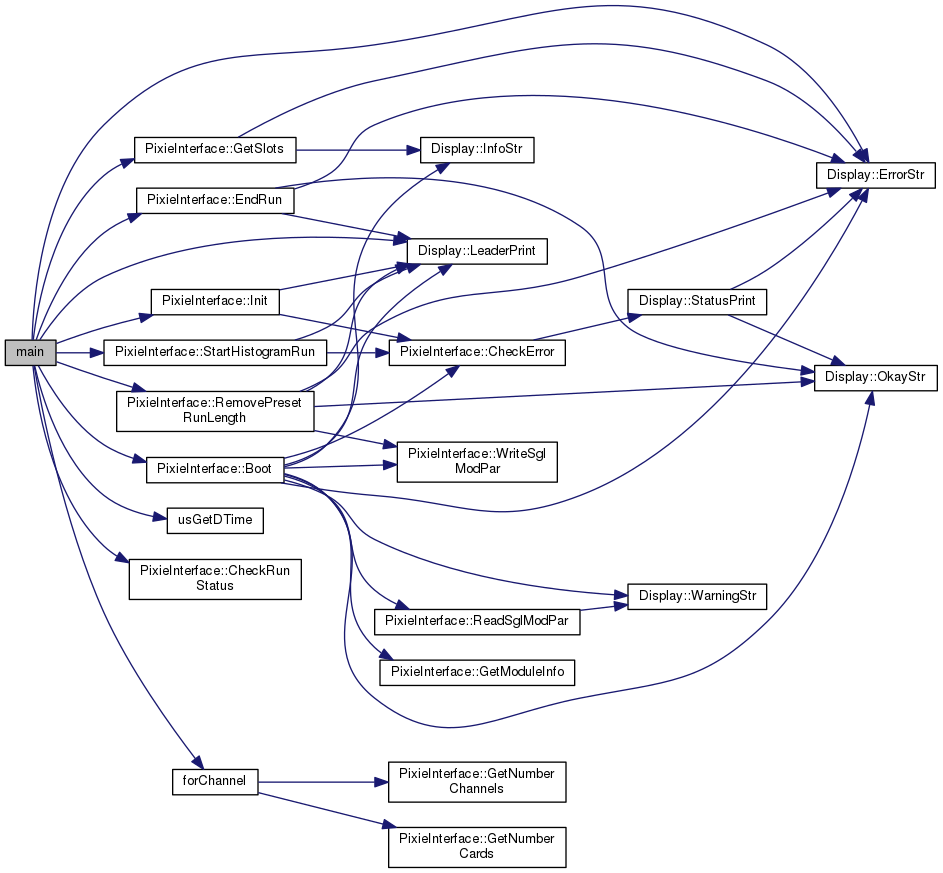 main
PixieInterface::GetSlots
PixieInterface::EndRun
PixieInterface::Init
PixieInterface::StartHistogramRun
PixieInterface::RemovePreset
RunLength
PixieInterface::Boot
usGetDTime
PixieInterface::CheckRun
Status
forChannel
Display::InfoStr
Display::LeaderPrint
PixieInterface::CheckError
PixieInterface::WriteSgl
ModPar
PixieInterface::ReadSglModPar
PixieInterface::GetModuleInfo
PixieInterface::GetNumber
Channels
PixieInterface::GetNumber
Cards
Display::StatusPrint
Display::WarningStr
Display::ErrorStr
Display::OkayStr